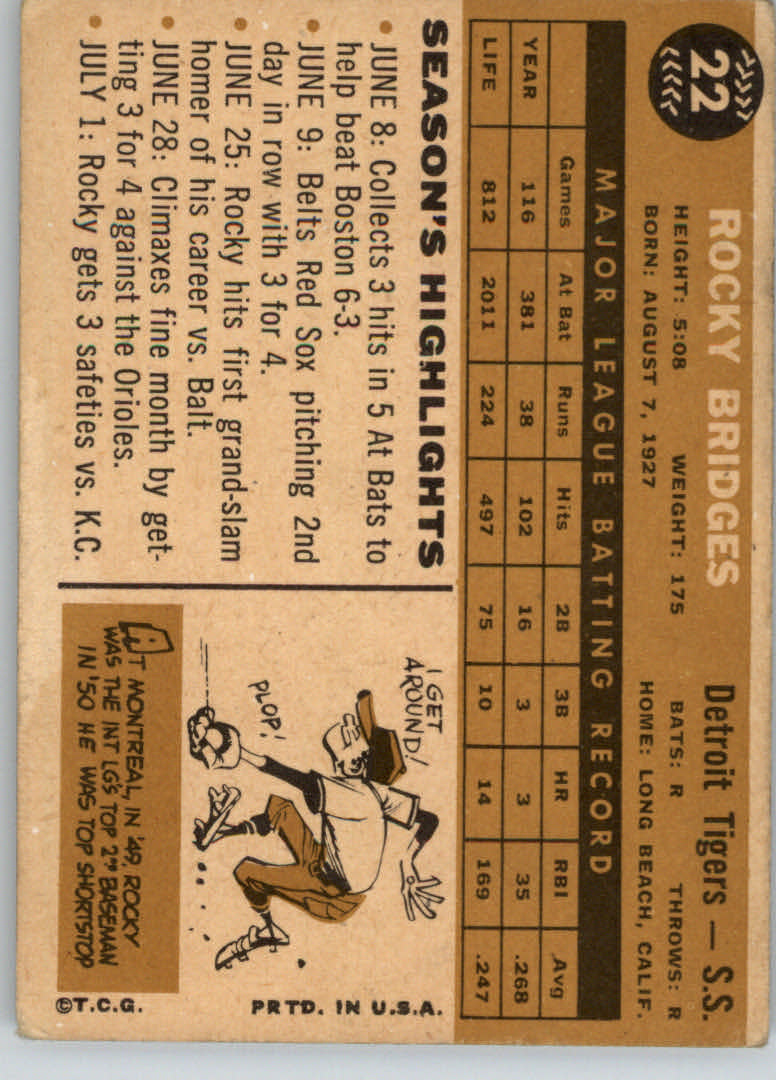 22
ROCKY BRIDGES
Detroit Tigers — S.S.
HEIGHT: 5:08 WEIGHT: 175 BATS: R THROWS: R
BORN: AUGUST 7, 1927 HOME: LONG BEACH, CALIF.
MAJOR LEAGUE BATTING RECORD
Games At Bat Runs Hits 2B 3B HR RBI Avg
YEAR 116 381 38 102 16 3 3 35 .268
LIFE 812 2011 224 497 75 10 14 169 .247
SEASON'S HIGHLIGHTS
• JUNE 8: Collects 3 hits in 5 At Bats to
help beat Boston 6-3.
• JUNE 9: Belts Red Sox pitching 2nd
day in row with 3 for 4.
• JUNE 25: Rocky hits first grand-slam
homer of his career vs. Balt.
• JUNE 28: Climaxes fine month by get-
ting 3 for 4 against the Orioles.
• JULY 1: Rocky gets 3 safeties vs. K.C.
I GET
AROUND!
PLOP!
AT MONTREAL, IN '49, ROCKY
WAS THE INT LG'S TOP 2ND BASEMAN
IN '50 HE WAS TOP SHORTSTOP
©T.C.G. PRTD. IN U.S.A.